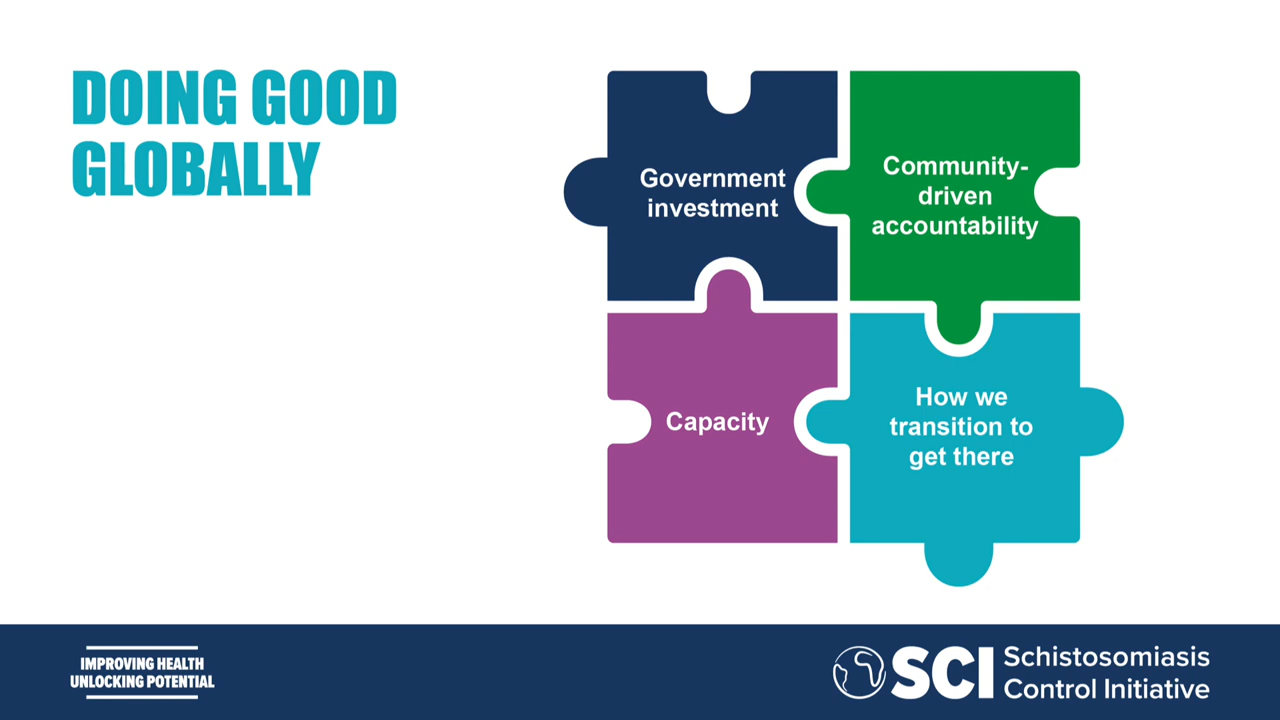 DOING GOOD
GLOBALLY
Government
investment
Community-
driven
accountability
Capacity
How we
transition to
get there
IMPROVING HEALTH
UNLOCKING POTENTIAL
SCI
Schistosomiasis
Control Initiative